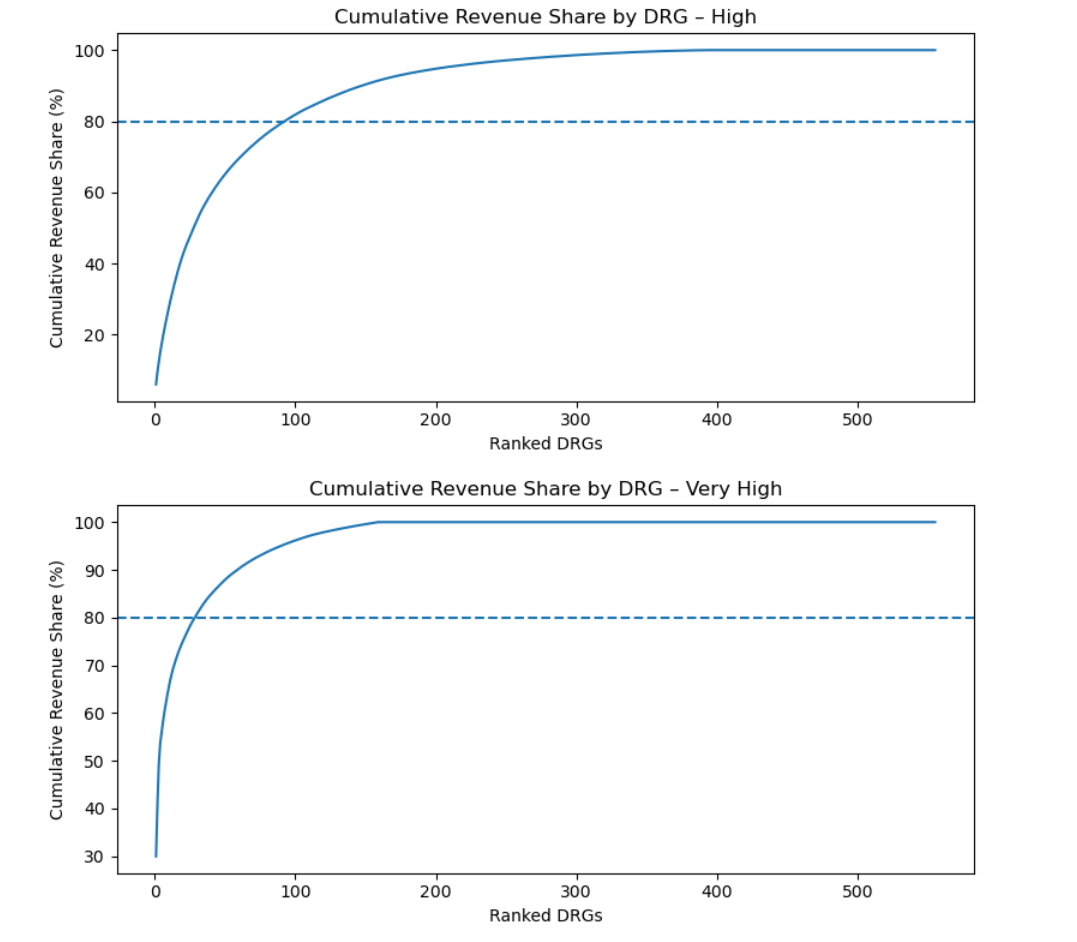 Cumulative Revenue Share by DRG – High
Cumulative Revenue Share (%)
100
80
60
40
20
0 100 200 300 400 500
Ranked DRGs
Cumulative Revenue Share by DRG – Very High
Cumulative Revenue Share (%)
100
90
80
70
60
50
40
30
0 100 200 300 400 500
Ranked DRGs